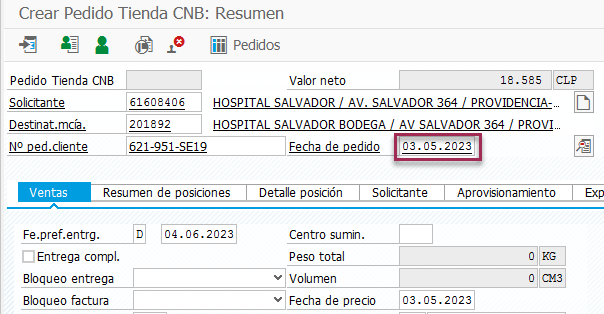 Crear Pedido Tienda CNB: Resumen
Pedidos
Pedido Tienda CNB Valor neto 18.585 CLP
Solicitante 61608406 HOSPITAL SALVADOR / AV. SALVADOR 364 / PROVIDENCIA-...
Destinat.mcía. 201892 HOSPITAL SALVADOR BODEGA / AV SALVADOR 364 / PROVI...
Nº ped.cliente 621-951-SE19 Fecha de pedido 03.05.2023
Ventas Resumen de posiciones Detalle posición Solicitante Aprovisionamiento Exp
Fe.pref.entrg. D 04.06.2023 Centro sumin.
Entrega compl. Peso total 0 KG
Bloqueo entrega Volumen 0 CM3
Bloqueo factura Fecha de precio 03.05.2023